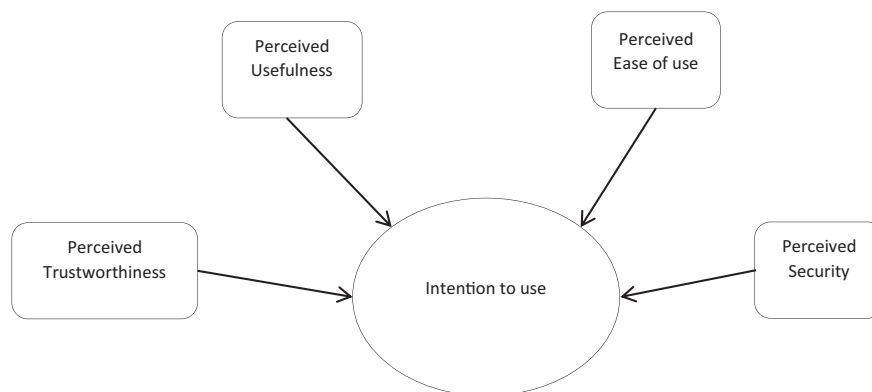 Perceived
Usefulness
Perceived
Ease of use
Perceived
Trustworthiness
Intention to use
Perceived
Security